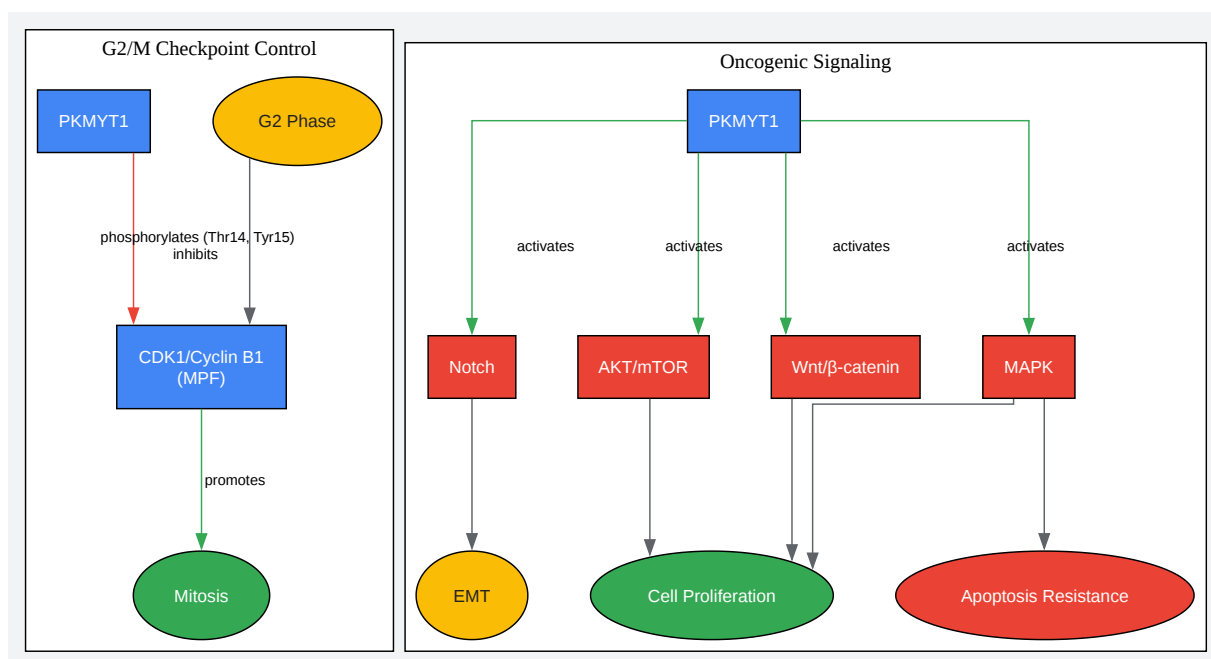 G2/M Checkpoint Control
PKMYT1
G2 Phase
phosphorylates (Thr14, Tyr15)
inhibits
CDK1/Cyclin B1
(MPF)
promotes
Mitosis
Oncogenic Signaling
PKMYT1
activates
activates
activates
activates
Notch
AKT/mTOR
Wnt/β-catenin
MAPK
EMT
Cell Proliferation
Apoptosis Resistance